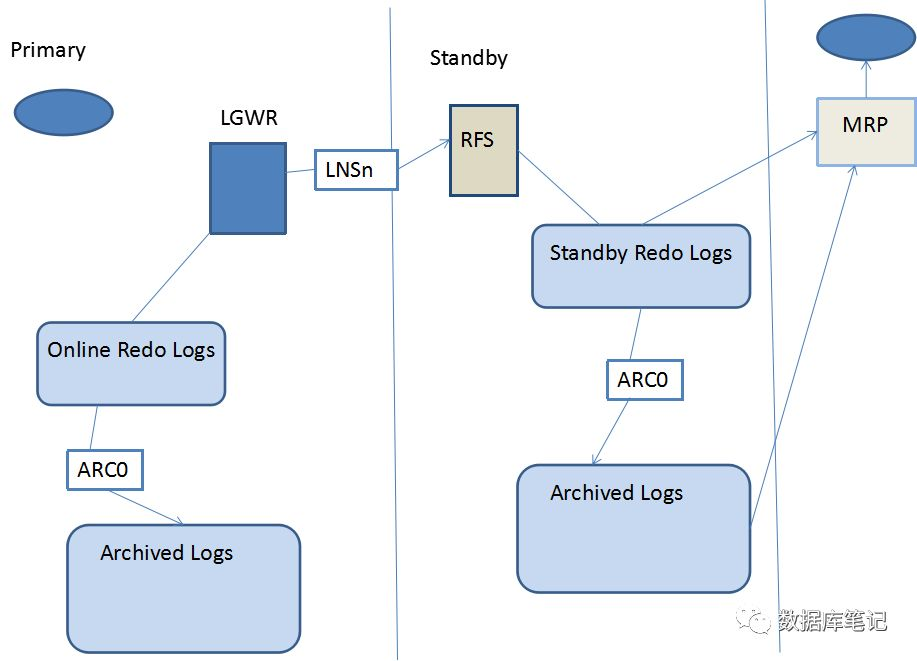 Primary
LGWR
LNSn
Online Redo Logs
ARC0
Archived Logs
Standby
RFS
Standby Redo Logs
ARC0
Archived Logs
MRP
数据库笔记